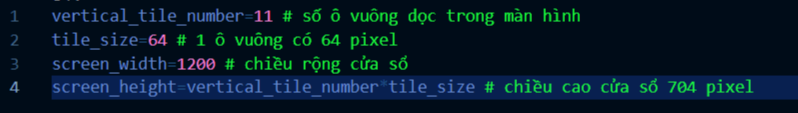 1 vertical_tile_number=11 # số ô vuông dọc trong màn hình
2 tile_size=64 # 1 ô vuông có 64 pixel
3 screen_width=1200 # chiều rộng cửa sổ
4 screen_height=vertical_tile_number*tile_size # chiều cao cửa sổ 704 pixel